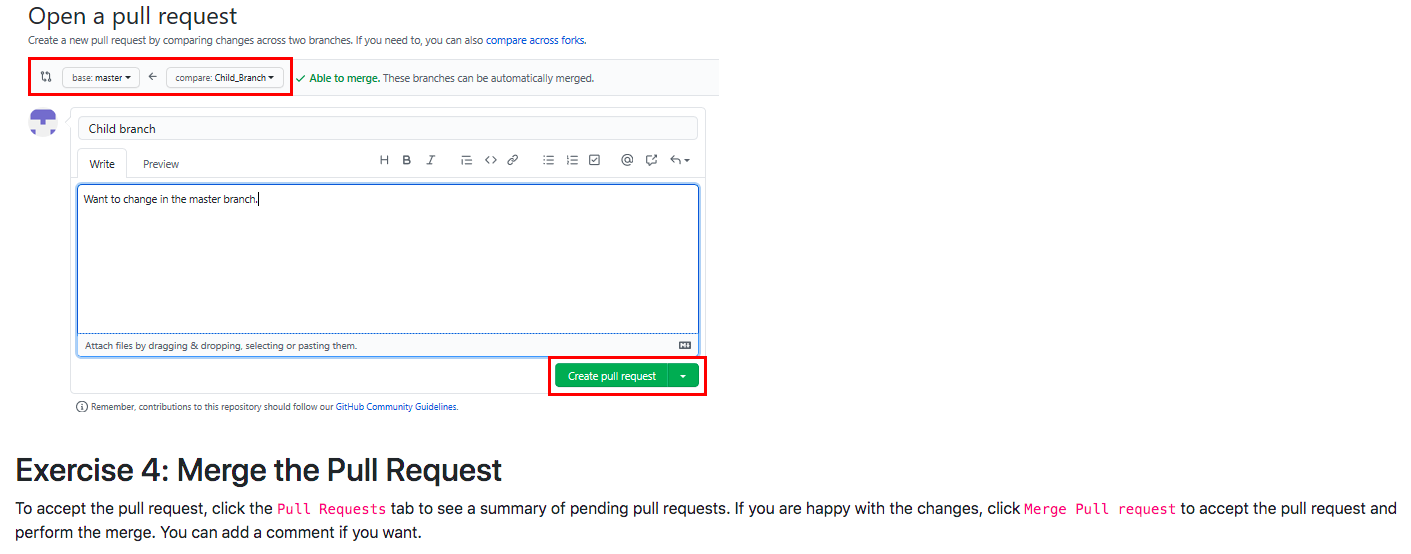 Open a pull request
Create a new pull request by comparing changes across two branches. If you need to, you can also compare across forks.
base: master compare: Child_Branch Able to merge. These branches can be automatically merged.
Child branch
Write Preview H B I
Want to change in the master branch.
Attach files by dragging & dropping, selecting or pasting them.
Create pull request
Remember, contributions to this repository should follow our GitHub Community Guidelines.
Exercise 4: Merge the Pull Request
To accept the pull request, click the Pull Requests tab to see a summary of pending pull requests. If you are happy with the changes, click Merge Pull request to accept the pull request and
perform the merge. You can add a comment if you want.